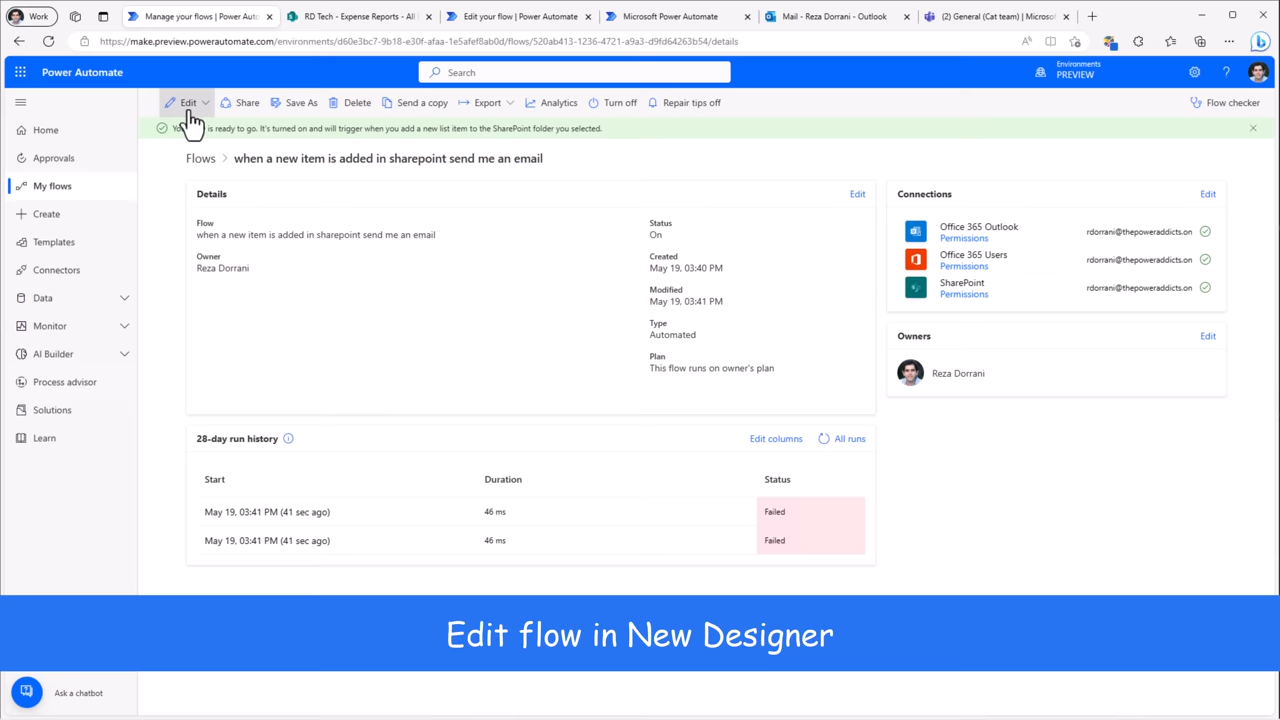 Work
Manage your flows | Power Auto
RD Tech - Expense Reports - All I
Edit your flow | Power Automate
Microsoft Power Automate
Mail - Reza Dorrani - Outlook
(2) General (Cat team) | Microso
https://make.preview.powerautomate.com/environments/d60e3bc7-9b18-e30f-afaa-1e5afef8ab0d/flows/520ab413-1236-4721-a9a3-d9fd64263b54/details
Power Automate
Search
Environments
PREVIEW
Edit
Share
Save As
Delete
Send a copy
Export
Analytics
Turn off
Repair tips off
Flow checker
is ready to go. It's turned on and will trigger when you add a new list item to the SharePoint folder you selected.
Home
Approvals
My flows
Create
Templates
Connectors
Data
Monitor
AI Builder
Process advisor
Solutions
Learn
Flows > when a new item is added in sharepoint send me an email
Details
Edit
Flow
when a new item is added in sharepoint send me an email
Owner
Reza Dorrani
Status
On
Created
May 19, 03:40 PM
Modified
May 19, 03:41 PM
Type
Automated
Plan
This flow runs on owner's plan
Connections
Edit
Office 365 Outlook
Permissions
rdorrani@thepoweraddicts.on
Office 365 Users
Permissions
rdorrani@thepoweraddicts.on
SharePoint
Permissions
rdorrani@thepoweraddicts.on
Owners
Edit
Reza Dorrani
28-day run history
Edit columns
All runs
Start
Duration
Status
May 19, 03:41 PM (41 sec ago)
46 ms
Failed
May 19, 03:41 PM (41 sec ago)
46 ms
Failed
Edit flow in New Designer
Ask a chatbot